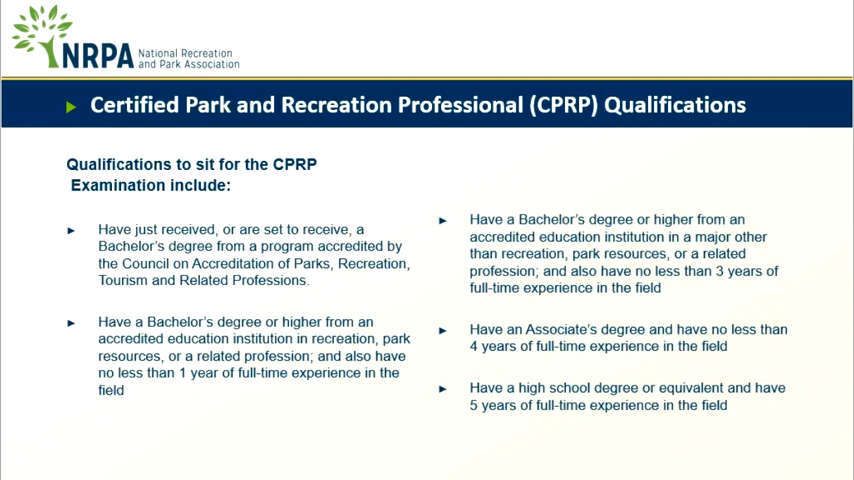 NRPA National Recreation
and Park Association
Certified Park and Recreation Professional (CPRP) Qualifications
Qualifications to sit for the CPRP
Examination include:
Have just received, or are set to receive, a
Bachelor's degree from a program accredited by
the Council on Accreditation of Parks, Recreation,
Tourism and Related Professions.
Have a Bachelor's degree or higher from an
accredited education institution in recreation, park
resources, or a related profession; and also have
no less than 1 year of full-time experience in the
field
Have a Bachelor's degree or higher from an
accredited education institution in a major other
than recreation, park resources, or a related
profession; and also have no less than 3 years of
full-time experience in the field
Have an Associate's degree and have no less than
4 years of full-time experience in the field
Have a high school degree or equivalent and have
5 years of full-time experience in the field